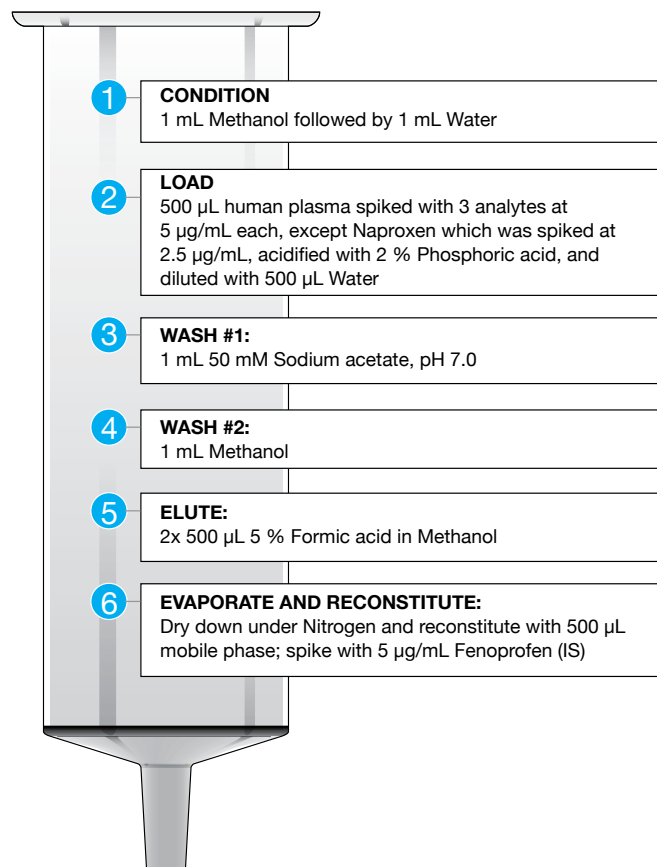 1
CONDITION
1 mL Methanol followed by 1 mL Water
2
LOAD
500 µL human plasma spiked with 3 analytes at
5 µg/mL each, except Naproxen which was spiked at
2.5 µg/mL, acidified with 2 % Phosphoric acid, and
diluted with 500 µL Water
3
WASH #1:
1 mL 50 mM Sodium acetate, pH 7.0
4
WASH #2:
1 mL Methanol
5
ELUTE:
2x 500 µL 5 % Formic acid in Methanol
6
EVAPORATE AND RECONSTITUTE:
Dry down under Nitrogen and reconstitute with 500 µL
mobile phase; spike with 5 µg/mL Fenoprofen (IS)